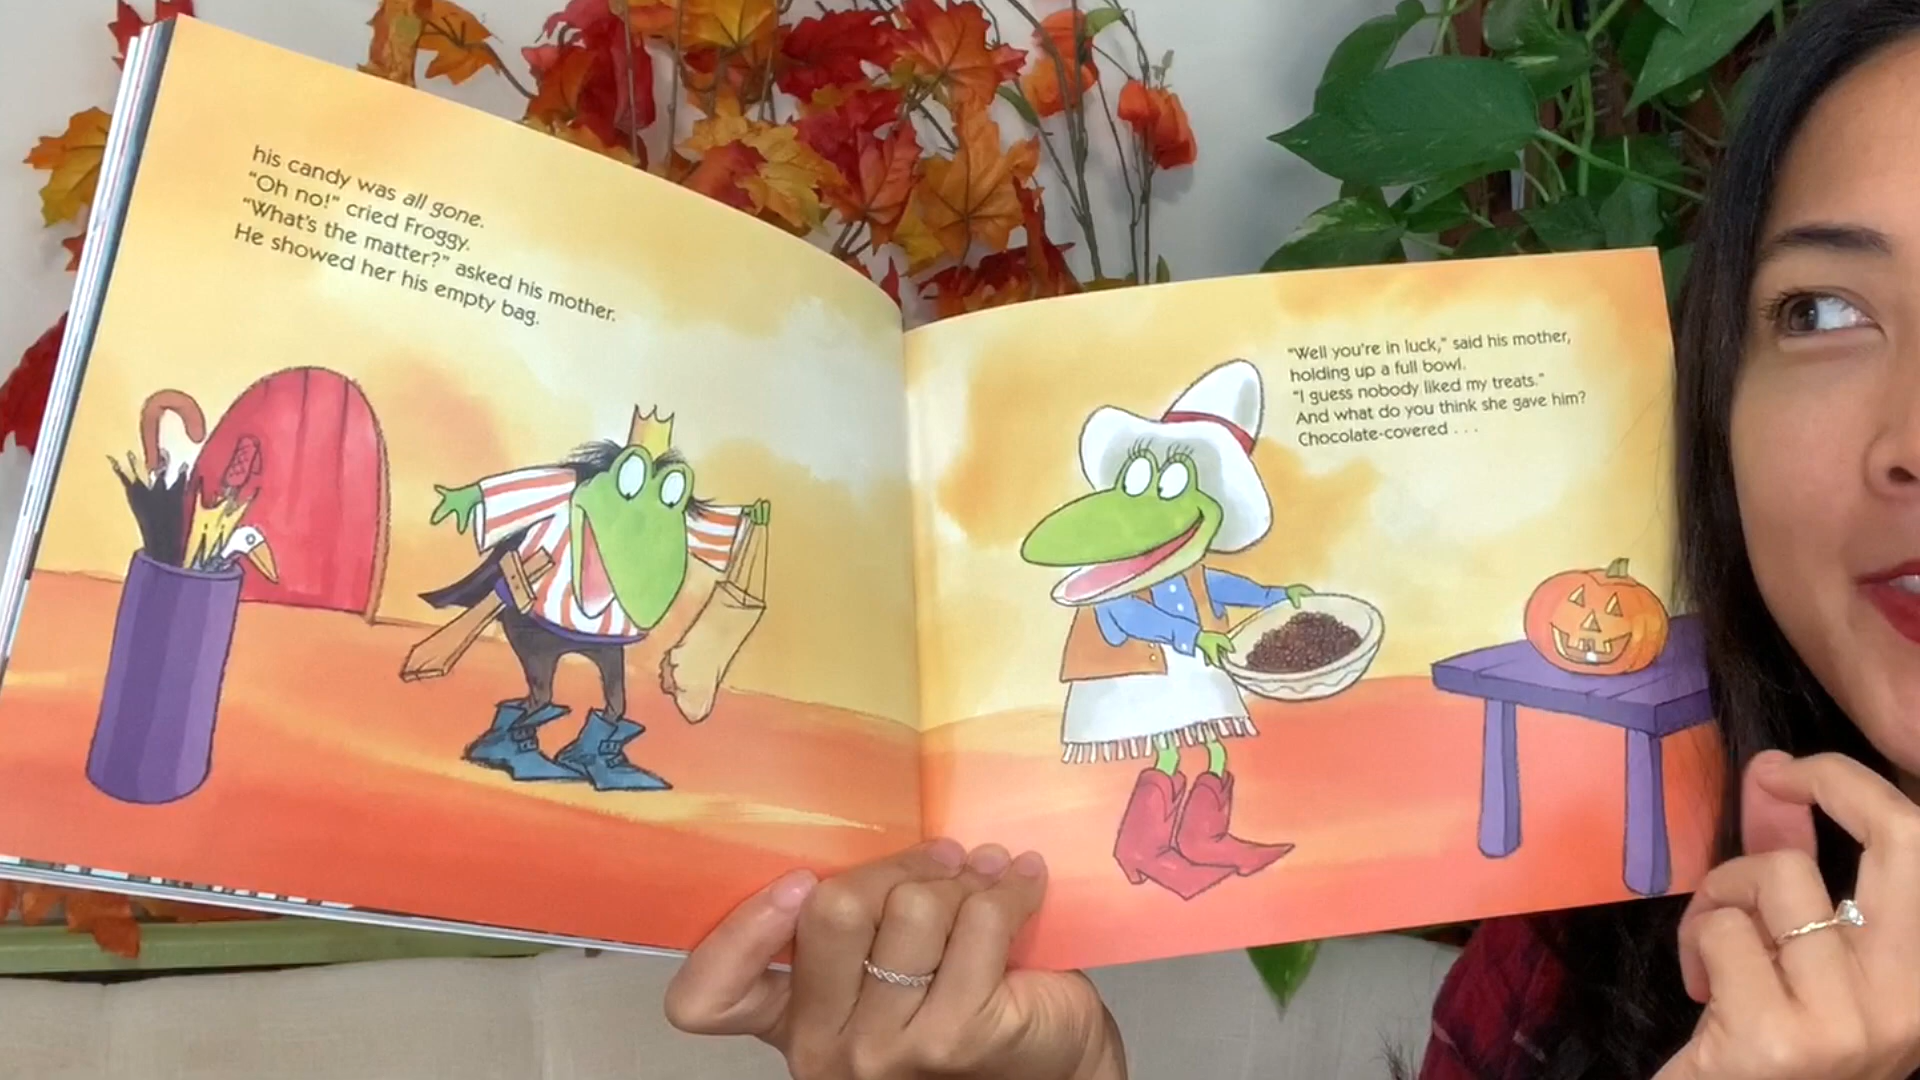 his candy was all gone.
“Oh no!” cried Froggy.
“What’s the matter?” asked his mother.
He showed her his empty bag.
“Well you’re in luck,” said his mother,
holding up a full bowl.
“I guess nobody liked my treats.”
And what do you think she gave him?
Chocolate-covered . . .